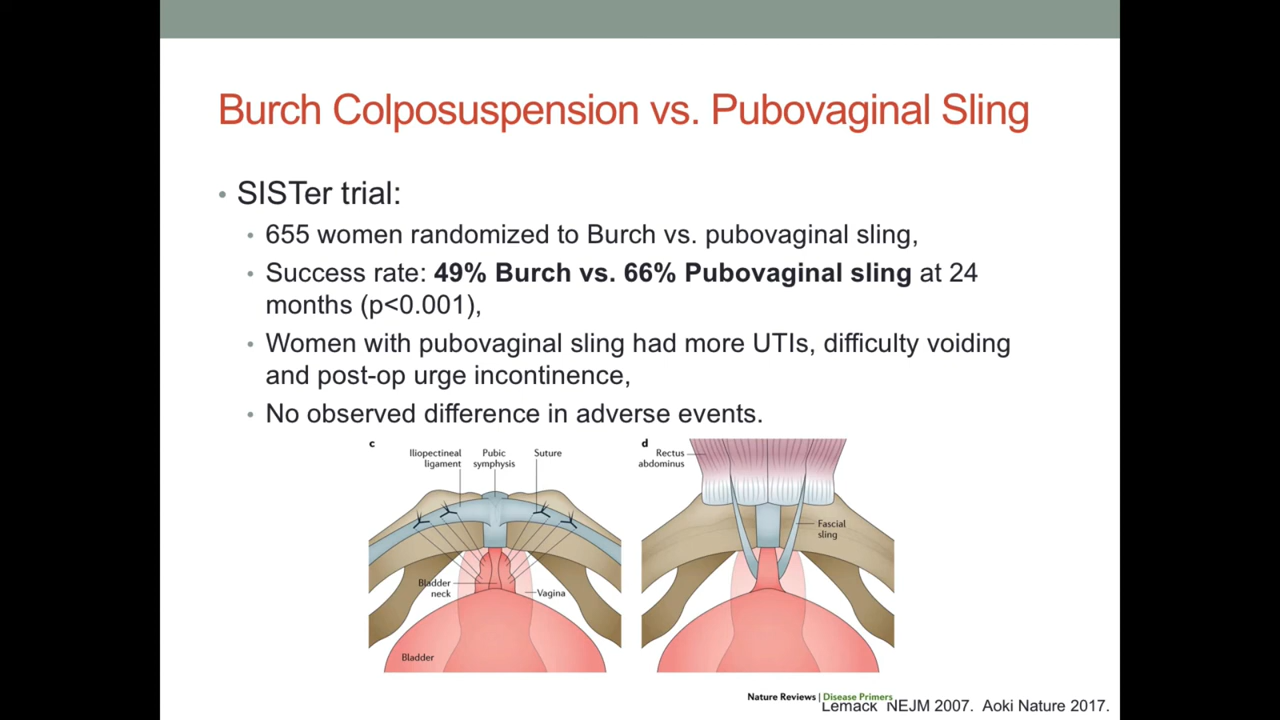 Burch Colposuspension vs. Pubovaginal Sling
• SISTer trial:
• 655 women randomized to Burch vs. pubovaginal sling,
• Success rate: 49% Burch vs. 66% Pubovaginal sling at 24
months (p<0.001),
• Women with pubovaginal sling had more UTIs, difficulty voiding
and post-op urge incontinence,
• No observed difference in adverse events.
c
Iliopectineal
ligament
Pubic
symphysis
Suture
Bladder
neck
Vagina
Bladder
d
Rectus
abdominus
Fascial
sling
Nature Reviews | Disease Primers
Lemack NEJM 2007. Aoki Nature 2017.